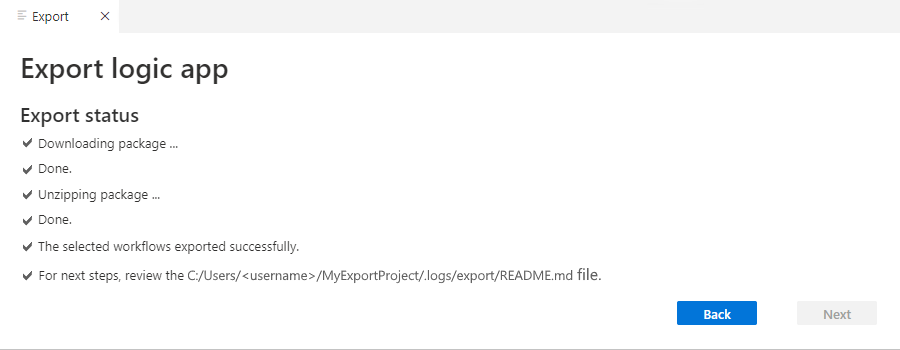 Export
Export logic app
Export status
Downloading package ...
Done.
Unzipping package ...
Done.
The selected workflows exported successfully.
For next steps, review the C:/Users/<username>/MyExportProject/.logs/export/README.md file.
Back Next